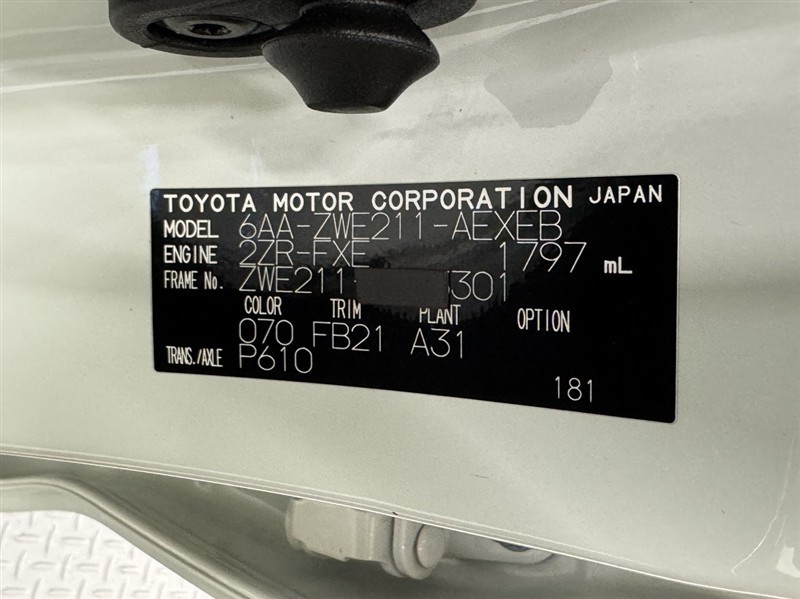 TOYOTA MOTOR CORPORATION JAPAN
MODEL 6AA-ZWE211-AEXEB
ENGINE 2ZR-FXE 1797 mL
FRAME No. ZWE211- 301
COLOR TRIM PLANT OPTION
070 FB21 A31
TRANS./AXLE P610
181